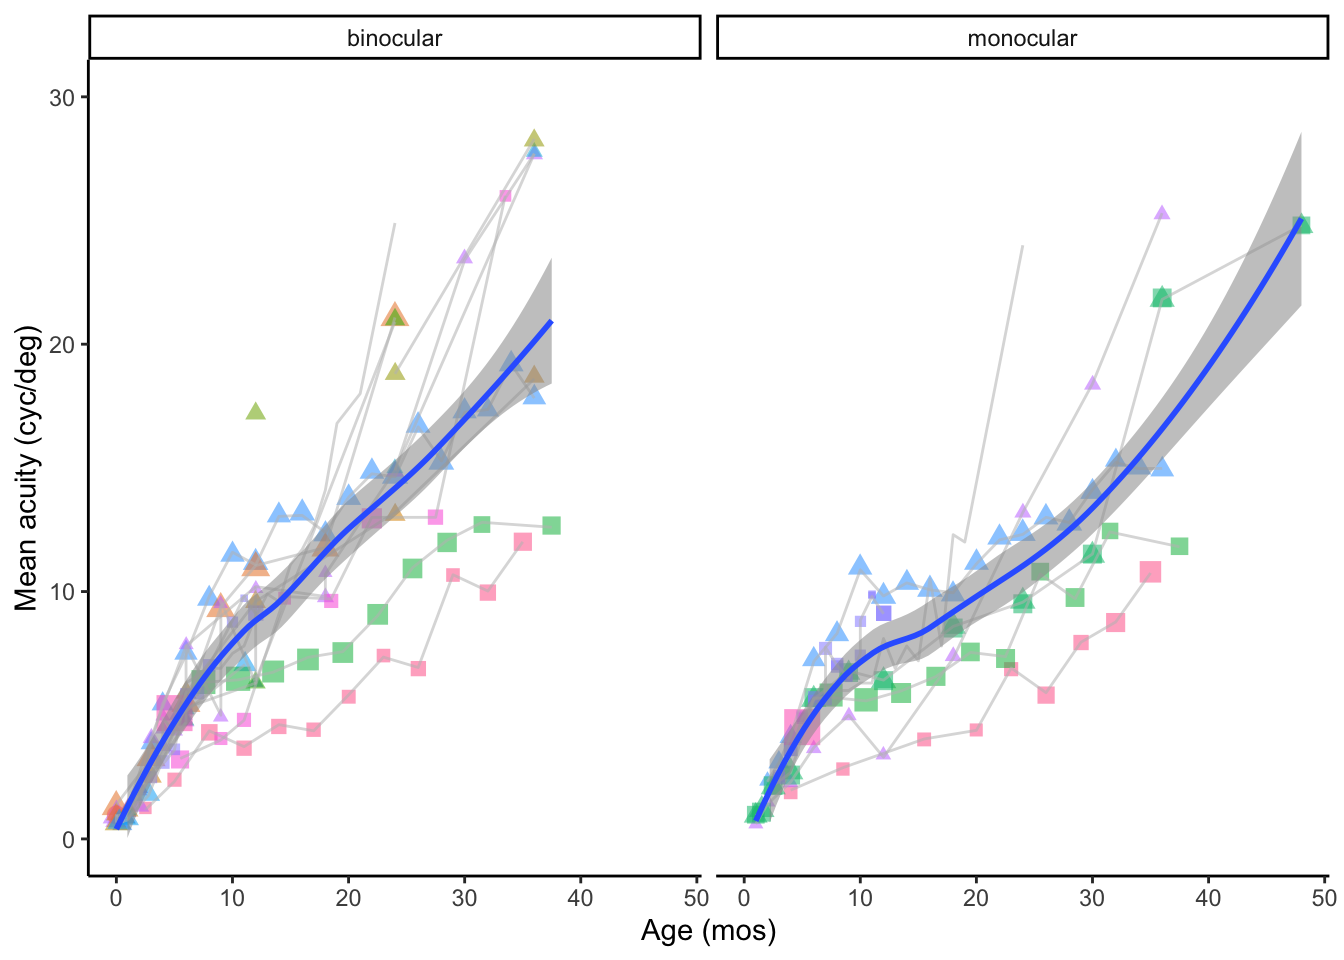 binocular monocular
30
20
10
0
0 10 20 30 40 50 0 10 20 30 40 50
Age (mos)
Mean acuity (cyc/deg)